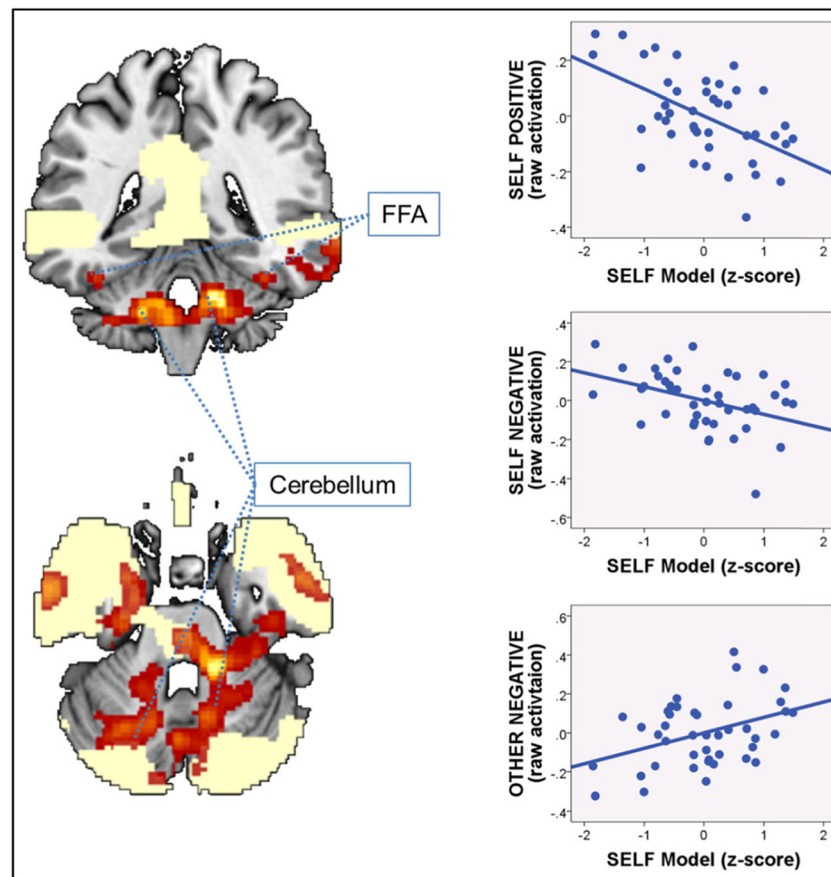 FFA
Cerebellum
SELF POSITIVE
(raw activation)
.2
.0
-.2
-.4
-2 -1 0 1 2
SELF Model (z-score)
SELF NEGATIVE
(raw activation)
.4
.2
.0
-.2
-.4
-.6
-2 -1 0 1 2
SELF Model (z-score)
OTHER NEGATIVE
(raw activtaion)
.6
.4
.2
.0
-.2
-.4
-2 -1 0 1 2
SELF Model (z-score)